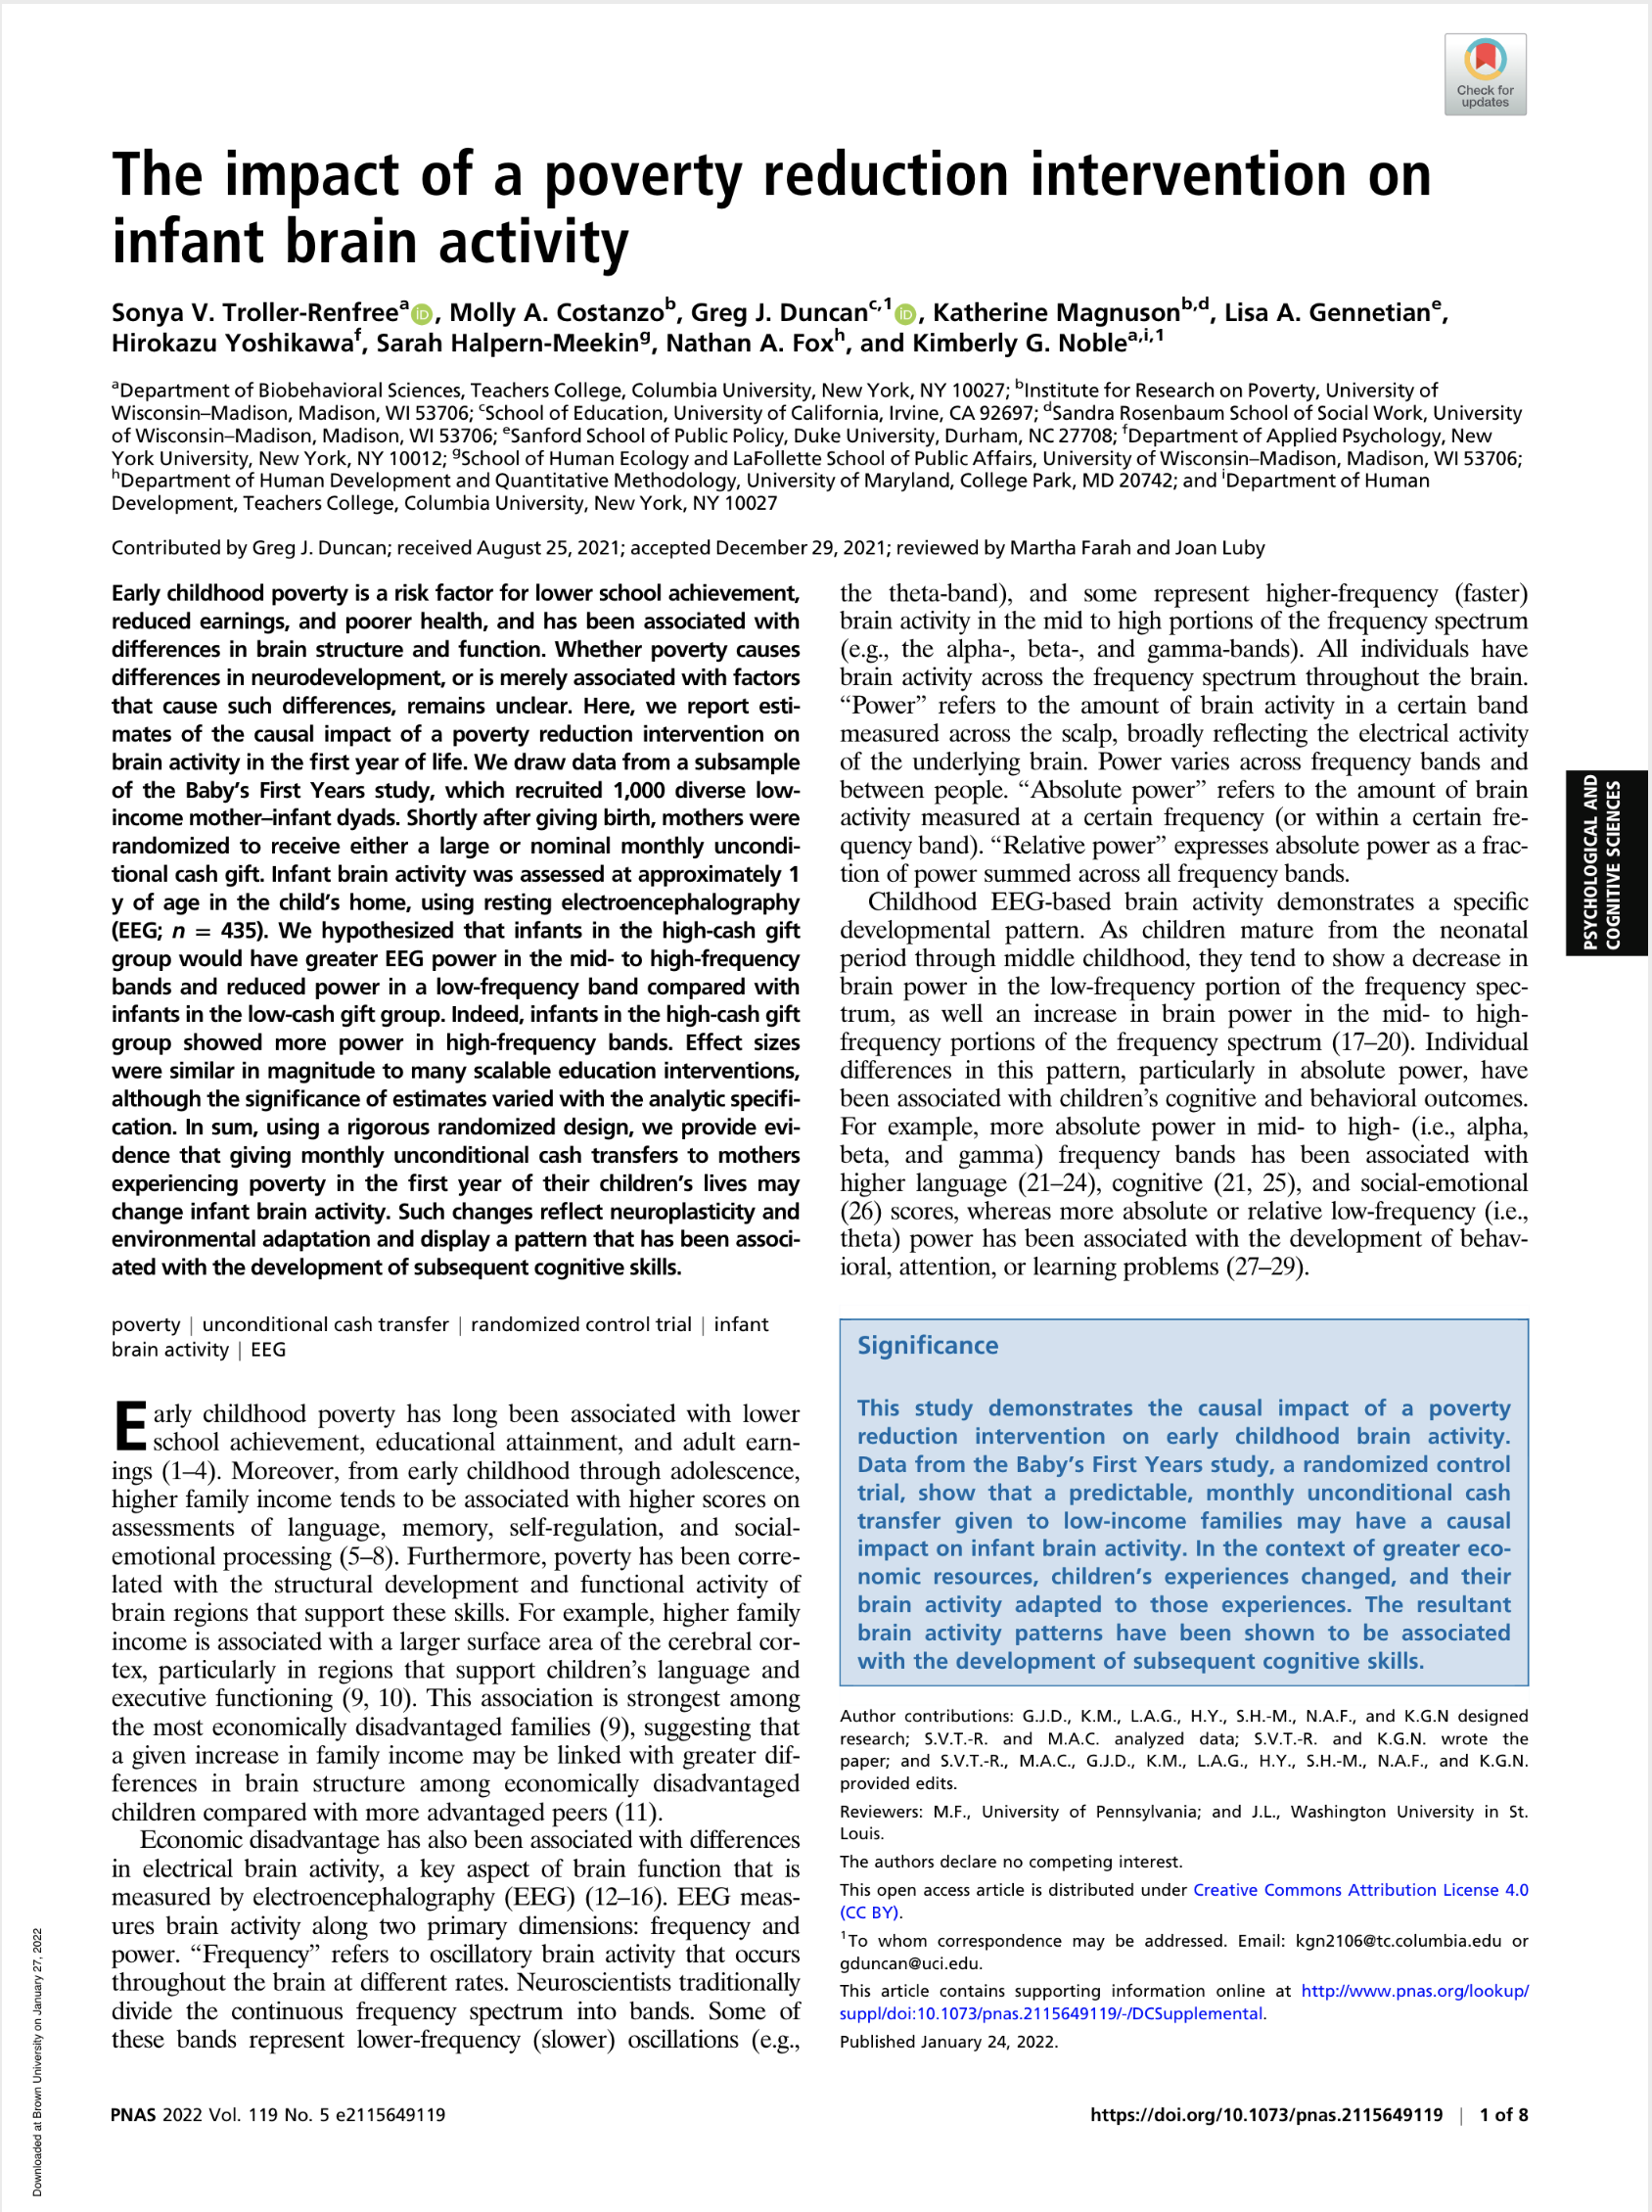 Check for
updates
The impact of a poverty reduction intervention on
infant brain activity
Sonya V. Troller-Renfreeᵃ iD, Molly A. Costanzoᵇ, Greg J. Duncanᶜ,¹ iD, Katherine Magnusonᵇ,ᵈ, Lisa A. Gennetianᵉ,
Hirokazu Yoshikawaᶠ, Sarah Halpern-Meekinᵍ, Nathan A. Foxʰ, and Kimberly G. Nobleᵃ,ⁱ,¹
ᵃDepartment of Biobehavioral Sciences, Teachers College, Columbia University, New York, NY 10027; ᵇInstitute for Research on Poverty, University of
Wisconsin–Madison, Madison, WI 53706; ᶜSchool of Education, University of California, Irvine, CA 92697; ᵈSandra Rosenbaum School of Social Work, University
of Wisconsin–Madison, Madison, WI 53706; ᵉSanford School of Public Policy, Duke University, Durham, NC 27708; ᶠDepartment of Applied Psychology, New
York University, New York, NY 10012; ᵍSchool of Human Ecology and LaFollette School of Public Affairs, University of Wisconsin–Madison, Madison, WI 53706;
ʰDepartment of Human Development and Quantitative Methodology, University of Maryland, College Park, MD 20742; and ⁱDepartment of Human
Development, Teachers College, Columbia University, New York, NY 10027
Contributed by Greg J. Duncan; received August 25, 2021; accepted December 29, 2021; reviewed by Martha Farah and Joan Luby
Early childhood poverty is a risk factor for lower school achievement,
reduced earnings, and poorer health, and has been associated with
differences in brain structure and function. Whether poverty causes
differences in neurodevelopment, or is merely associated with factors
that cause such differences, remains unclear. Here, we report esti-
mates of the causal impact of a poverty reduction intervention on
brain activity in the first year of life. We draw data from a subsample
of the Baby's First Years study, which recruited 1,000 diverse low-
income mother–infant dyads. Shortly after giving birth, mothers were
randomized to receive either a large or nominal monthly uncondi-
tional cash gift. Infant brain activity was assessed at approximately 1
y of age in the child's home, using resting electroencephalography
(EEG; n = 435). We hypothesized that infants in the high-cash gift
group would have greater EEG power in the mid- to high-frequency
bands and reduced power in a low-frequency band compared with
infants in the low-cash gift group. Indeed, infants in the high-cash gift
group showed more power in high-frequency bands. Effect sizes
were similar in magnitude to many scalable education interventions,
although the significance of estimates varied with the analytic specifi-
cation. In sum, using a rigorous randomized design, we provide evi-
dence that giving monthly unconditional cash transfers to mothers
experiencing poverty in the first year of their children's lives may
change infant brain activity. Such changes reflect neuroplasticity and
environmental adaptation and display a pattern that has been associ-
ated with the development of subsequent cognitive skills.
poverty | unconditional cash transfer | randomized control trial | infant
brain activity | EEG
Early childhood poverty has long been associated with lower
school achievement, educational attainment, and adult earn-
ings (1–4). Moreover, from early childhood through adolescence,
higher family income tends to be associated with higher scores on
assessments of language, memory, self-regulation, and social-
emotional processing (5–8). Furthermore, poverty has been corre-
lated with the structural development and functional activity of
brain regions that support these skills. For example, higher family
income is associated with a larger surface area of the cerebral cor-
tex, particularly in regions that support children's language and
executive functioning (9, 10). This association is strongest among
the most economically disadvantaged families (9), suggesting that
a given increase in family income may be linked with greater dif-
ferences in brain structure among economically disadvantaged
children compared with more advantaged peers (11).
Economic disadvantage has also been associated with differences
in electrical brain activity, a key aspect of brain function that is
measured by electroencephalography (EEG) (12–16). EEG meas-
ures brain activity along two primary dimensions: frequency and
power. “Frequency” refers to oscillatory brain activity that occurs
throughout the brain at different rates. Neuroscientists traditionally
divide the continuous frequency spectrum into bands. Some of
these bands represent lower-frequency (slower) oscillations (e.g.,
the theta-band), and some represent higher-frequency (faster)
brain activity in the mid to high portions of the frequency spectrum
(e.g., the alpha-, beta-, and gamma-bands). All individuals have
brain activity across the frequency spectrum throughout the brain.
“Power” refers to the amount of brain activity in a certain band
measured across the scalp, broadly reflecting the electrical activity
of the underlying brain. Power varies across frequency bands and
between people. “Absolute power” refers to the amount of brain
activity measured at a certain frequency (or within a certain fre-
quency band). “Relative power” expresses absolute power as a frac-
tion of power summed across all frequency bands.
Childhood EEG-based brain activity demonstrates a specific
developmental pattern. As children mature from the neonatal
period through middle childhood, they tend to show a decrease in
brain power in the low-frequency portion of the frequency spec-
trum, as well an increase in brain power in the mid- to high-
frequency portions of the frequency spectrum (17–20). Individual
differences in this pattern, particularly in absolute power, have
been associated with children's cognitive and behavioral outcomes.
For example, more absolute power in mid- to high- (i.e., alpha,
beta, and gamma) frequency bands has been associated with
higher language (21–24), cognitive (21, 25), and social-emotional
(26) scores, whereas more absolute or relative low-frequency (i.e.,
theta) power has been associated with the development of behav-
ioral, attention, or learning problems (27–29).
Significance
This study demonstrates the causal impact of a poverty
reduction intervention on early childhood brain activity.
Data from the Baby's First Years study, a randomized control
trial, show that a predictable, monthly unconditional cash
transfer given to low-income families may have a causal
impact on infant brain activity. In the context of greater eco-
nomic resources, children's experiences changed, and their
brain activity adapted to those experiences. The resultant
brain activity patterns have been shown to be associated
with the development of subsequent cognitive skills.
Author contributions: G.J.D., K.M., L.A.G., H.Y., S.H.-M., N.A.F., and K.G.N designed
research; S.V.T.-R. and M.A.C. analyzed data; S.V.T.-R. and K.G.N. wrote the
paper; and S.V.T.-R., M.A.C., G.J.D., K.M., L.A.G., H.Y., S.H.-M., N.A.F., and K.G.N.
provided edits.
Reviewers: M.F., University of Pennsylvania; and J.L., Washington University in St.
Louis.
The authors declare no competing interest.
This open access article is distributed under Creative Commons Attribution License 4.0
(CC BY).
¹To whom correspondence may be addressed. Email: kgn2106@tc.columbia.edu or
gduncan@uci.edu.
This article contains supporting information online at http://www.pnas.org/lookup/
suppl/doi:10.1073/pnas.2115649119/-/DCSupplemental.
Published January 24, 2022.
PSYCHOLOGICAL AND
COGNITIVE SCIENCES
Downloaded at Brown University on January 27, 2022
PNAS 2022 Vol. 119 No. 5 e2115649119
https://doi.org/10.1073/pnas.2115649119 | 1 of 8